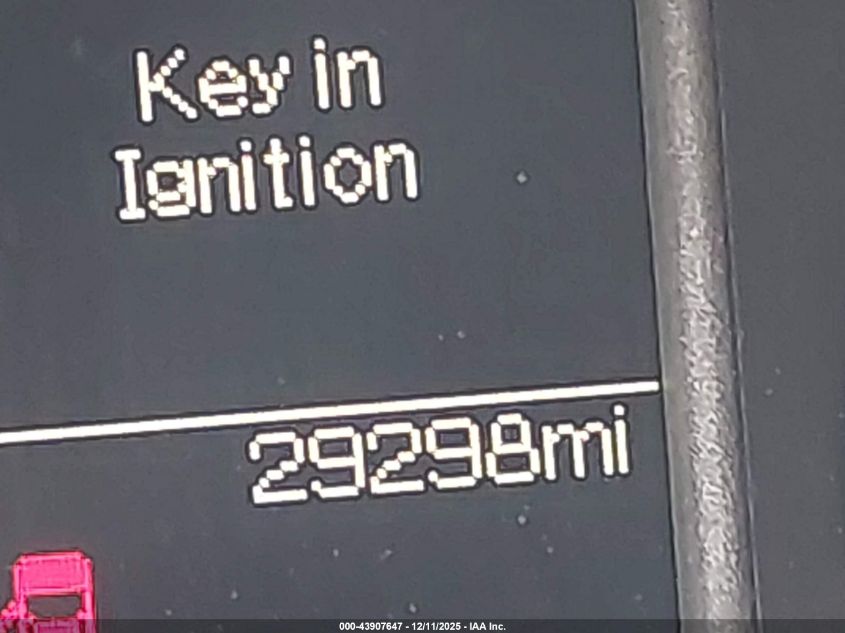 Key in
Ignition
29298mi
000-43907647 - 12/11/2025 - IAA Inc.